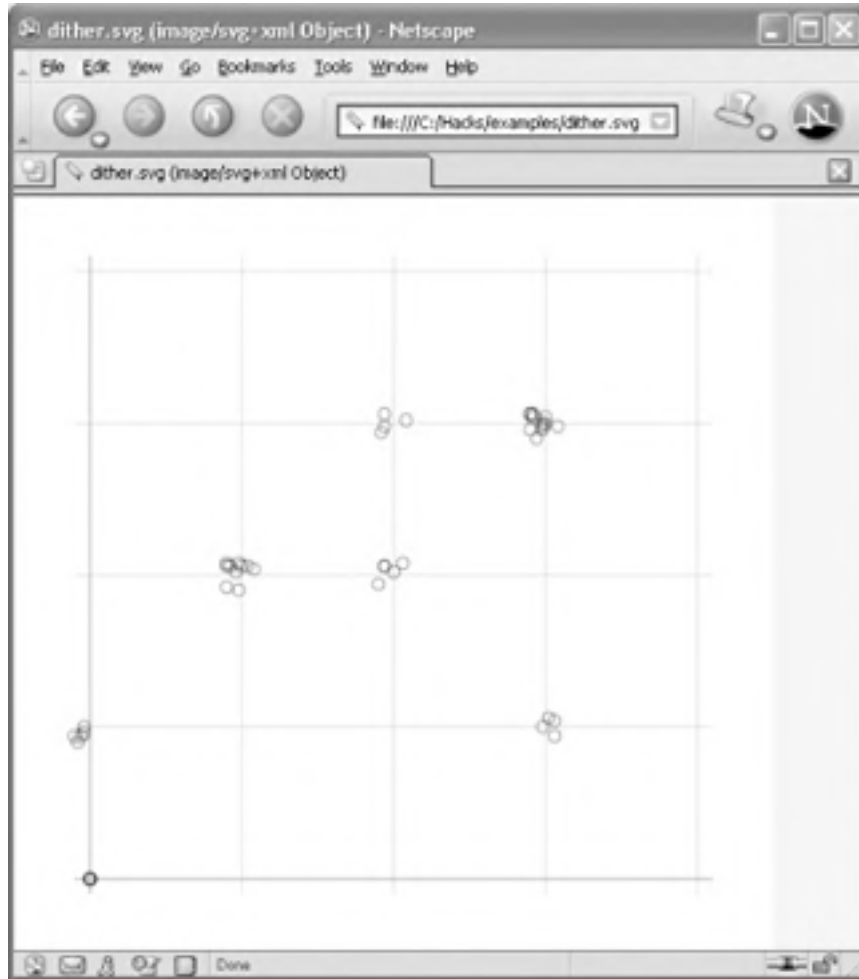 dither.svg (image/svg+xml Object) - Netscape
File Edit View Go Bookmarks Tools Window Help
file:///C:/Hacks/examples/dither.svg
N
dither.svg (image/svg+xml Object)
Done